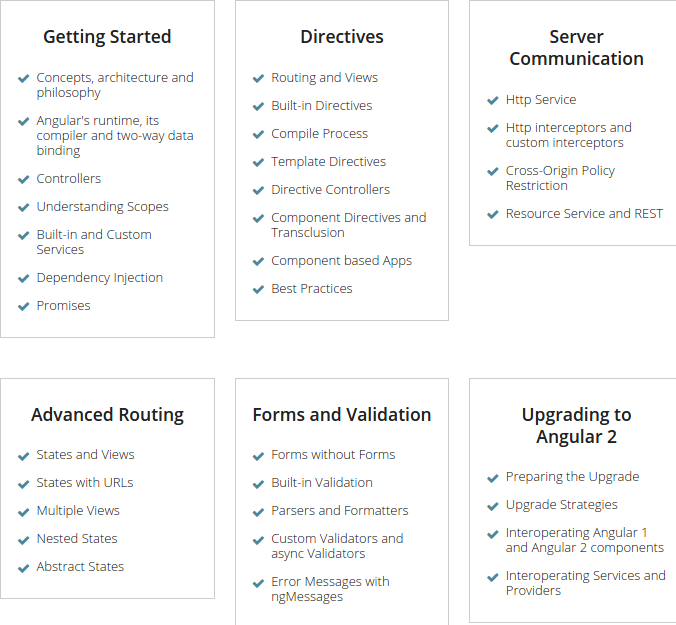 Getting Started
Concepts, architecture and
philosophy
Angular's runtime, its
compiler and two-way data
binding
Controllers
Understanding Scopes
Built-in and Custom
Services
Dependency Injection
Promises
Directives
Routing and Views
Built-in Directives
Compile Process
Template Directives
Directive Controllers
Component Directives and
Transclusion
Component based Apps
Best Practices
Server
Communication
Http Service
Http interceptors and
custom interceptors
Cross-Origin Policy
Restriction
Resource Service and REST
Advanced Routing
States and Views
States with URLs
Multiple Views
Nested States
Abstract States
Forms and Validation
Forms without Forms
Built-in Validation
Parsers and Formatters
Custom Validators and
async Validators
Error Messages with
ngMessages
Upgrading to
Angular 2
Preparing the Upgrade
Upgrade Strategies
Interoperating Angular 1
and Angular 2 components
Interoperating Services and
Providers